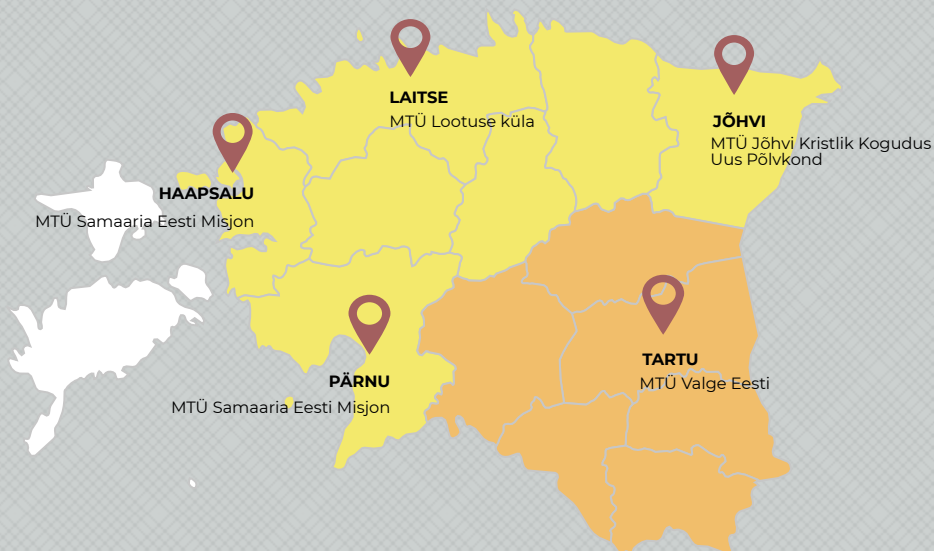 LAITSE
MTÜ Lootuse küla
JÕHVI
MTÜ Jõhvi Kristlik Kogudus
Uus Põlvkond
HAAPSALU
MTÜ Samaaria Eesti Misjon
TARTU
MTÜ Valge Eesti
PÄRNU
MTÜ Samaaria Eesti Misjon